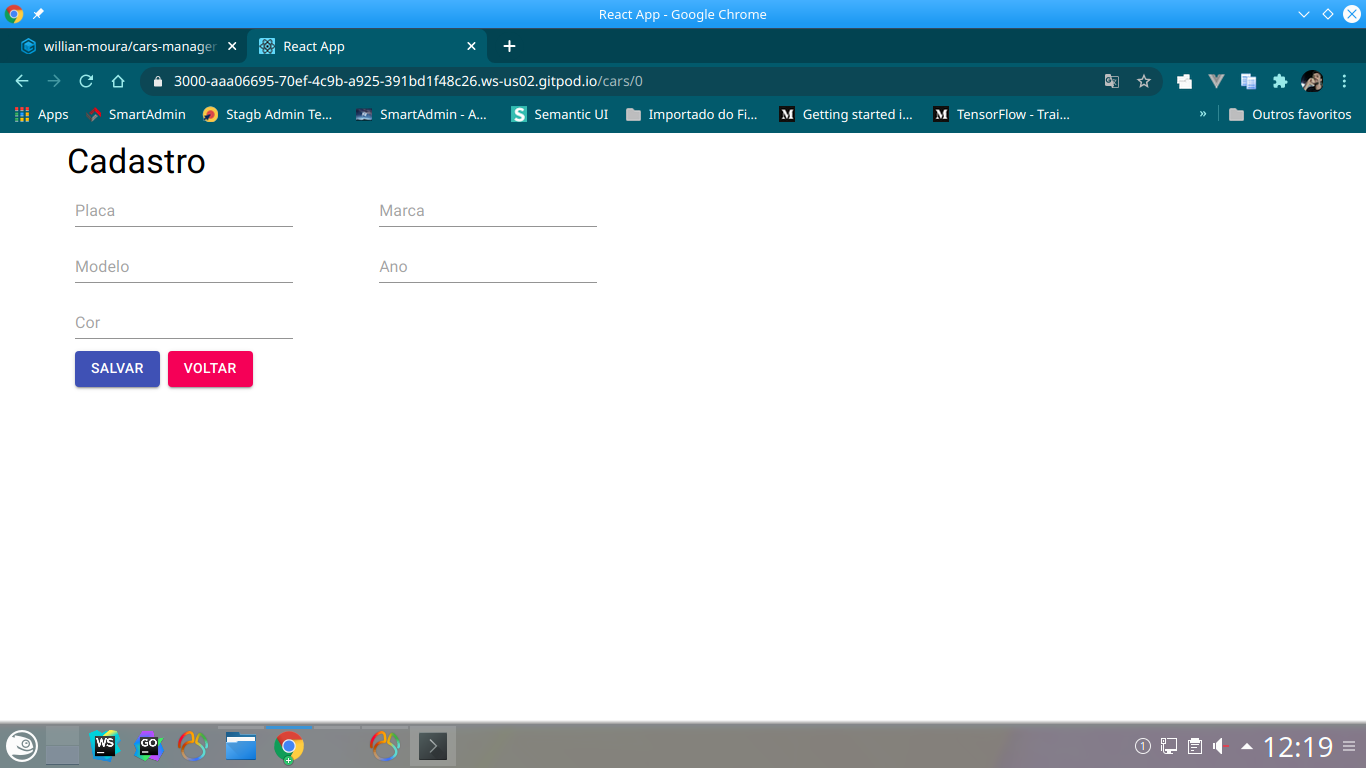 React App - Google Chrome
willian-moura/cars-manager
React App
3000-aaa06695-70ef-4c9b-a925-391bd1f48c26.ws-us02.gitpod.io/cars/0
Apps SmartAdmin Stagb Admin Te... SmartAdmin - A... S Semantic UI Importado do Fi... M Getting started i... M TensorFlow - Trai... » Outros favoritos
Cadastro
Placa Marca
Modelo Ano
Cor
SALVAR VOLTAR
WS GO 1 12:19